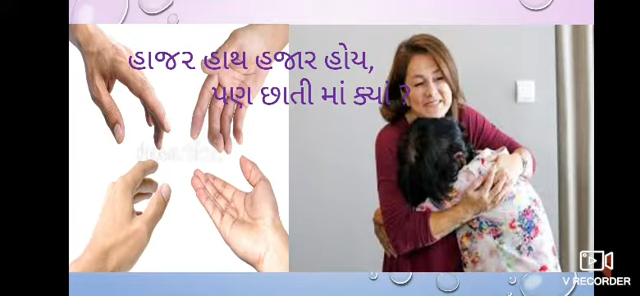 હાજર હાથ હજાર હોય,
પણ છાતી માં ક્યાં ?
V RECORDER